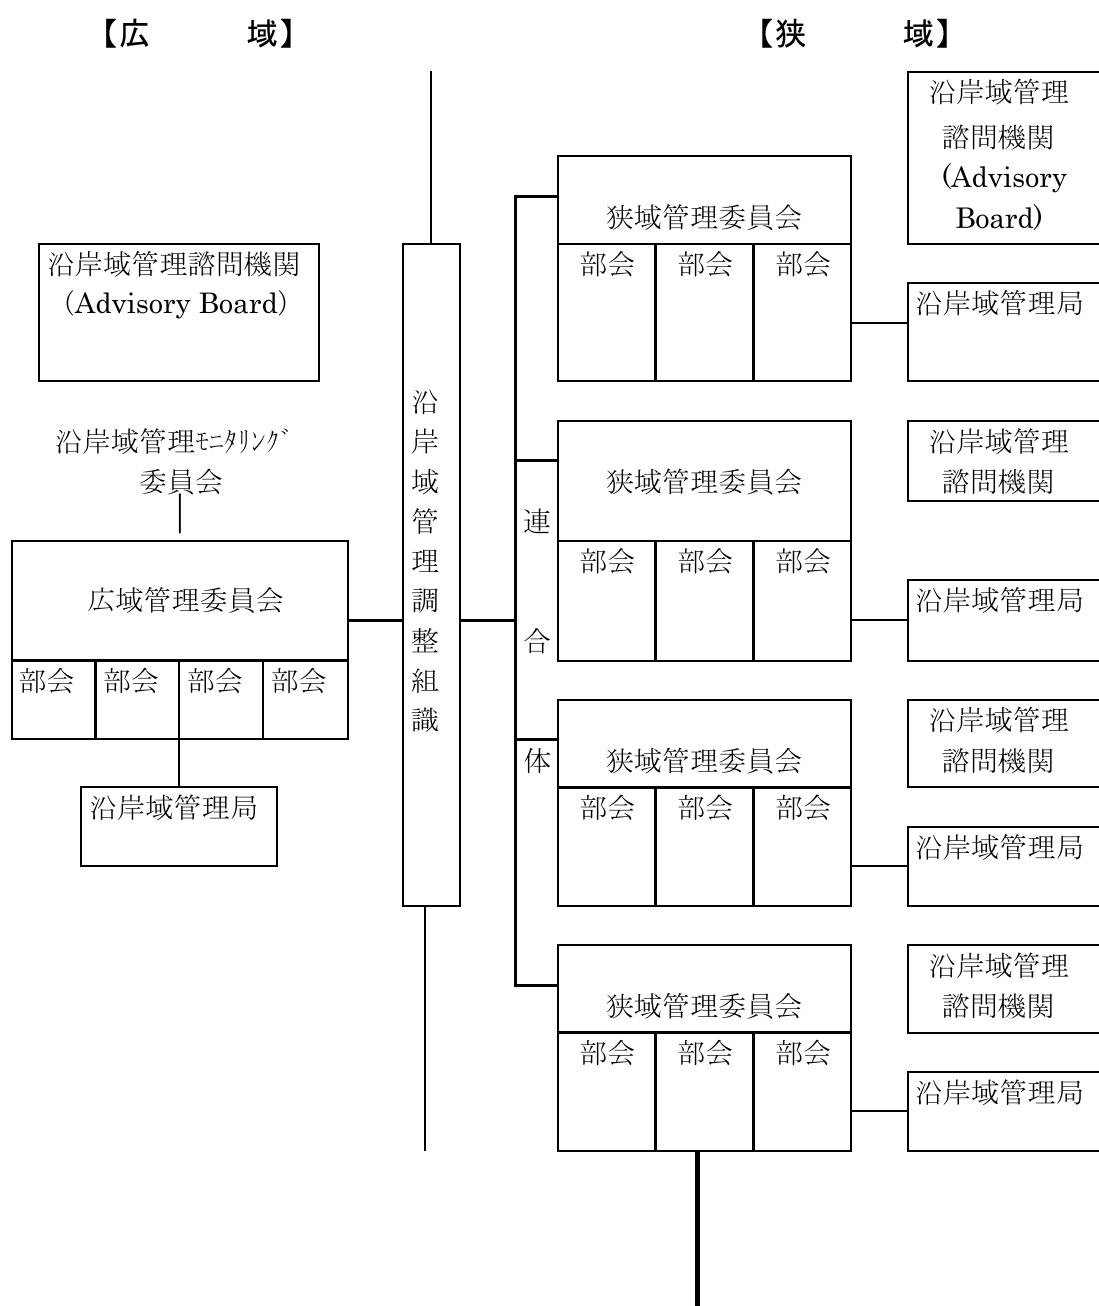 【広　　　域】
【狭　　　域】
沿岸域管理諮問機関
(Advisory Board)
沿岸域管理ﾓﾆﾀﾘﾝｸﾞ
委員会
広域管理委員会
部会
部会
部会
部会
沿岸域管理局
沿岸域管理調整組識
連合体
狭域管理委員会
部会
部会
部会
沿岸域管理
諮問機関
(Advisory
Board)
沿岸域管理局
狭域管理委員会
部会
部会
部会
沿岸域管理
諮問機関
沿岸域管理局
狭域管理委員会
部会
部会
部会
沿岸域管理
諮問機関
沿岸域管理局
狭域管理委員会
部会
部会
部会
沿岸域管理
諮問機関
沿岸域管理局